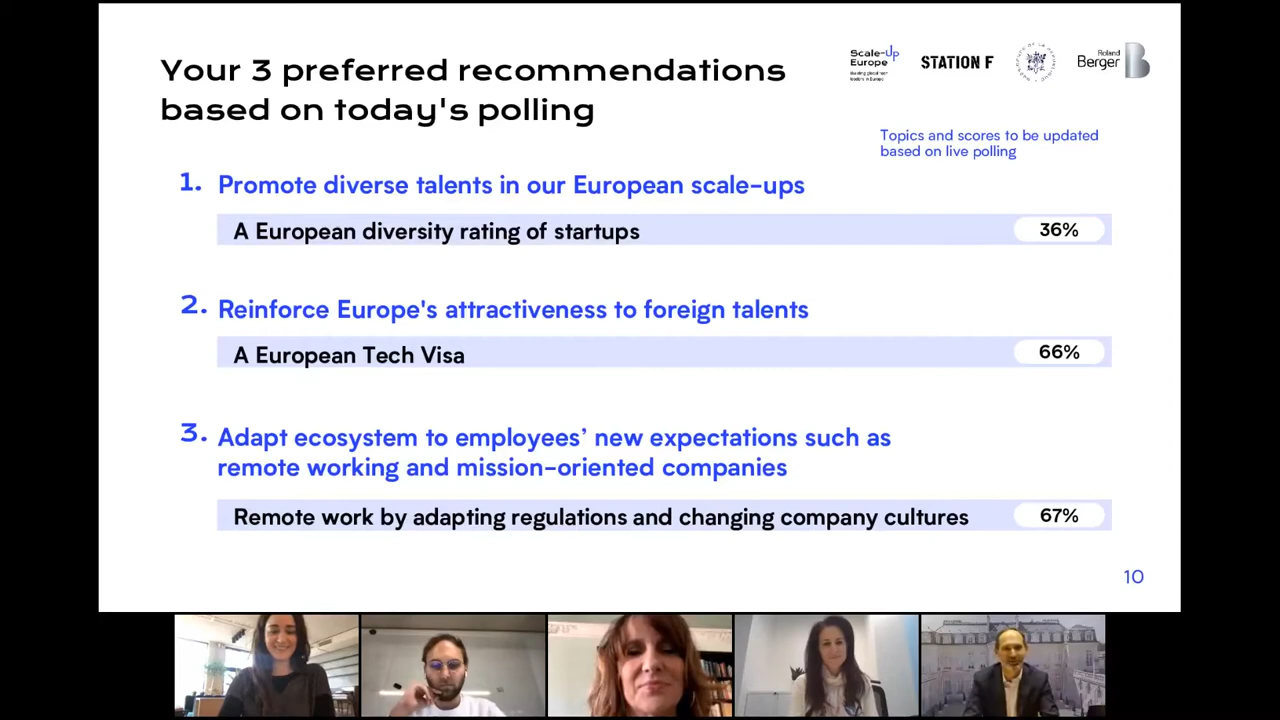 Your 3 preferred recommendations
based on today's polling
Scale-Up
Europe
STATION F
Roland
Berger
B
Topics and scores to be updated
based on live polling
1. Promote diverse talents in our European scale-ups
A European diversity rating of startups 36%
2. Reinforce Europe's attractiveness to foreign talents
A European Tech Visa 66%
3. Adapt ecosystem to employees’ new expectations such as
remote working and mission-oriented companies
Remote work by adapting regulations and changing company cultures 67%
10